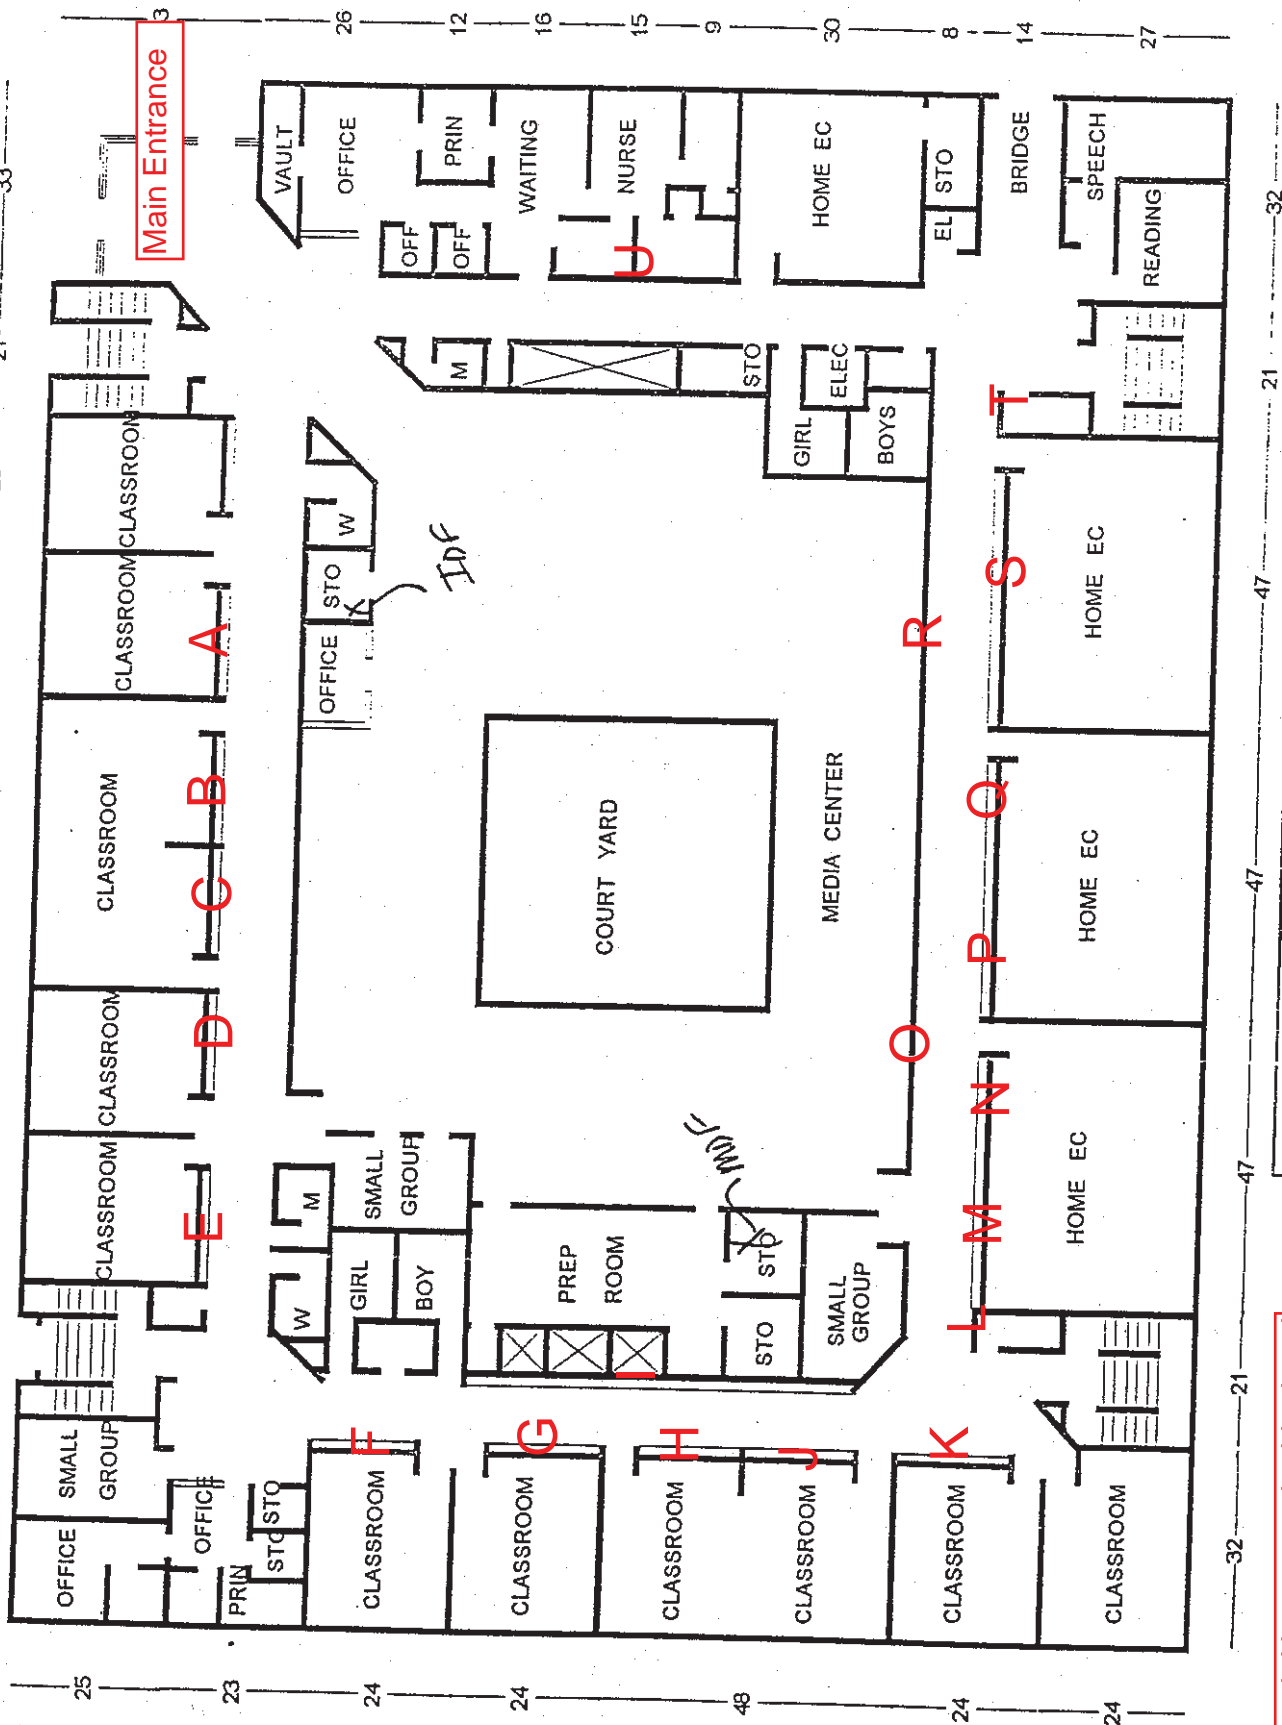 33
21
3
26
12
16
15
9
30
8
14
27
Main Entrance
VAULT
OFFICE
PRIN
WAITING
NURSE
HOME EC
STO
EL
BRIDGE
SPEECH
READING
OFF
OFF
U
M
STO
ELEC
GIRL
BOYS
T
CLASSROOM
CLASSROOM
CLASSROOM
CLASSROOM
CLASSROOM
A
B
C
D
E
W
STO
OFFICE
IDF
COURT YARD
MEDIA CENTER
R
O
S
HOME EC
Q
P
HOME EC
N
M
L
HOME EC
M
W
SMALL
GROUP
GIRL
BOY
PREP
ROOM
MDF
STO
STO
SMALL
GROUP
I
F
G
H
J
K
SMALL
GROUP
OFFICE
OFFICE
STO
STO
PRIN
CLASSROOM
CLASSROOM
CLASSROOM
CLASSROOM
CLASSROOM
CLASSROOM
25
23
24
24
48
24
24
32
21
47
47
47
21
32